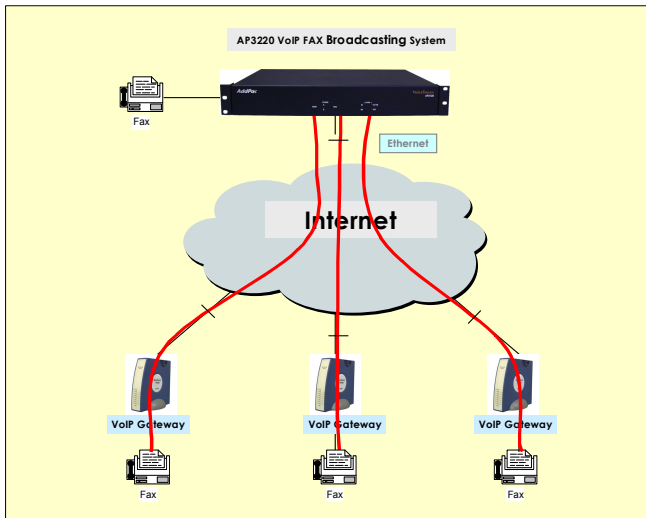 AP3220 VoIP FAX Broadcasting System
AddPac
Fax
Ethernet
Internet
VoIP Gateway
VoIP Gateway
VoIP Gateway
Fax
Fax
Fax